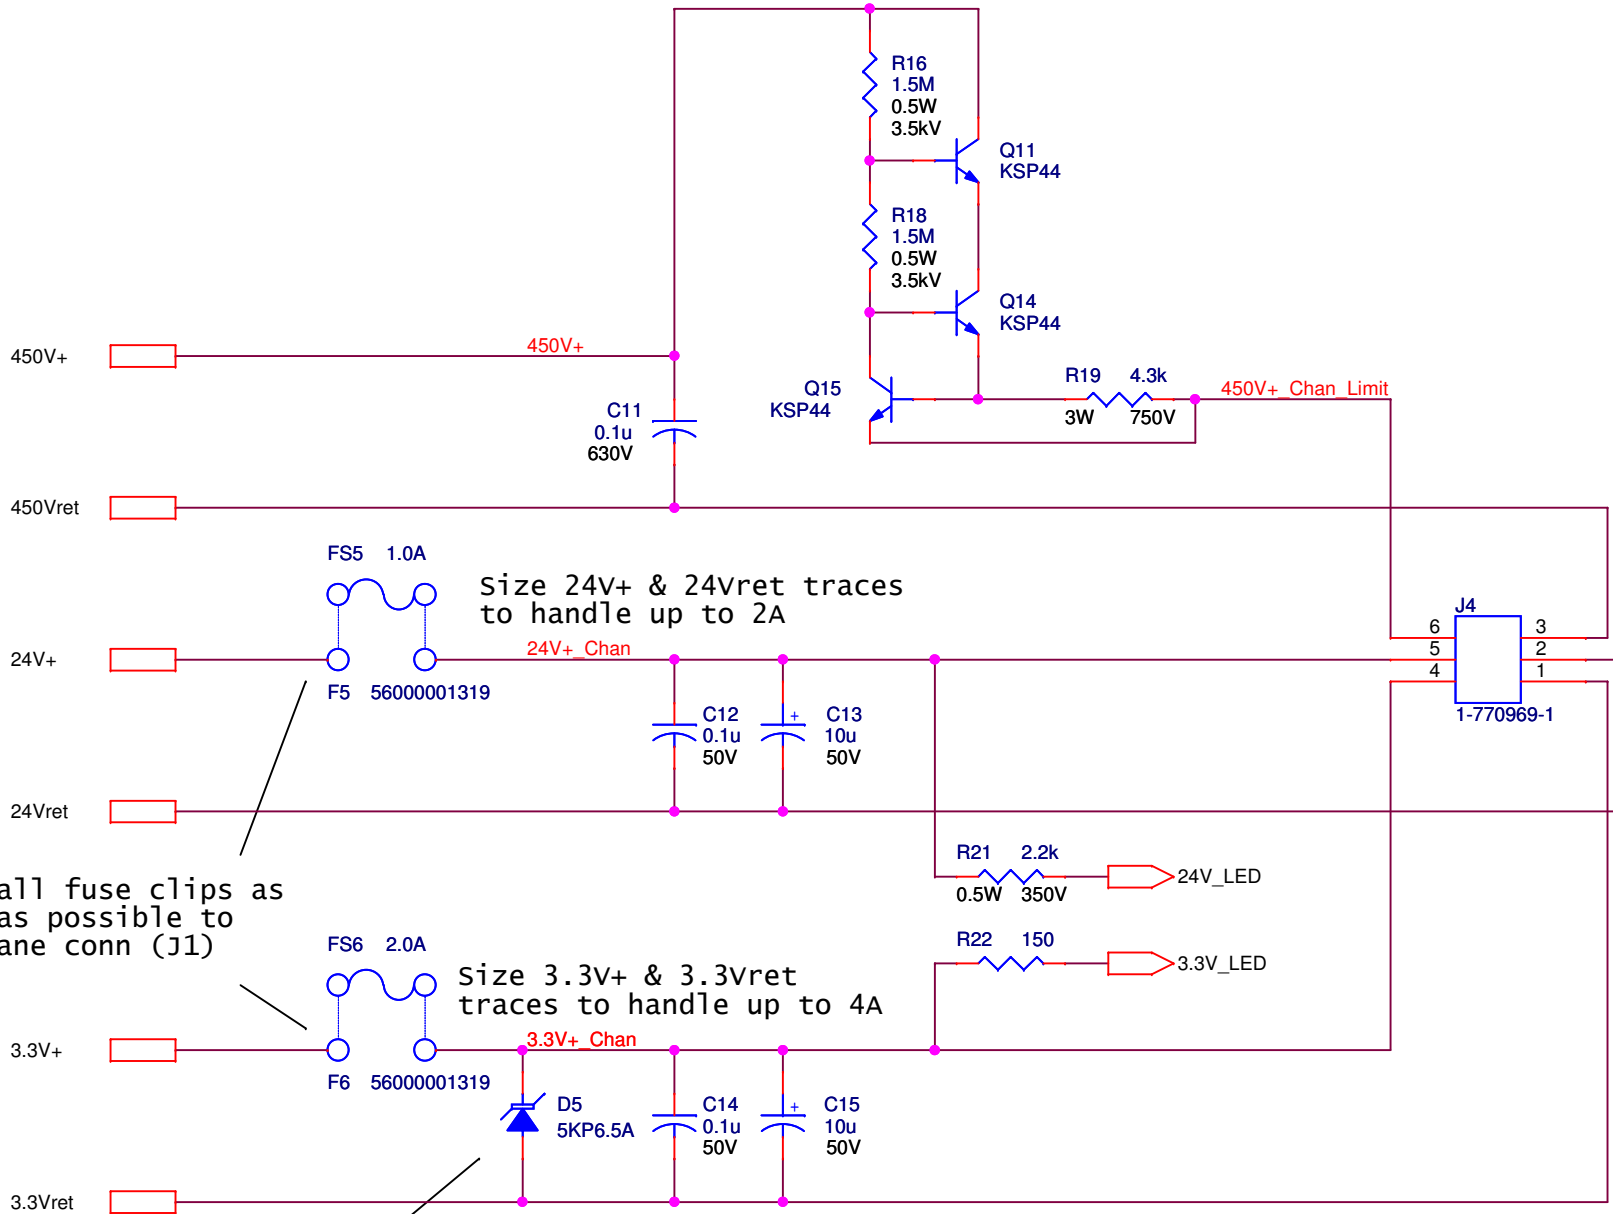 R16
1.5M
0.5W
3.5kV
Q11
KSP44
R18
1.5M
0.5W
3.5kV
Q14
KSP44
450V+
450V+
Q15
KSP44
R19 4.3k
3W 750V
450V+_Chan_Limit
C11
0.1u
630V
450Vret
FS5 1.0A
Size 24V+ & 24Vret traces
to handle up to 2A
J4
6 3
5 2
4 1
1-770969-1
24V+
24V+_Chan
F5 56000001319
C12
0.1u
50V
+ C13
10u
50V
24Vret
R21 2.2k
0.5W 350V
24V_LED
all fuse clips as
as possible to
ane conn (J1)
R22 150
3.3V_LED
FS6 2.0A
Size 3.3V+ & 3.3Vret
traces to handle up to 4A
3.3V+
3.3V+_Chan
F6 56000001319
D5
5KP6.5A
C14
0.1u
50V
+ C15
10u
50V
3.3Vret